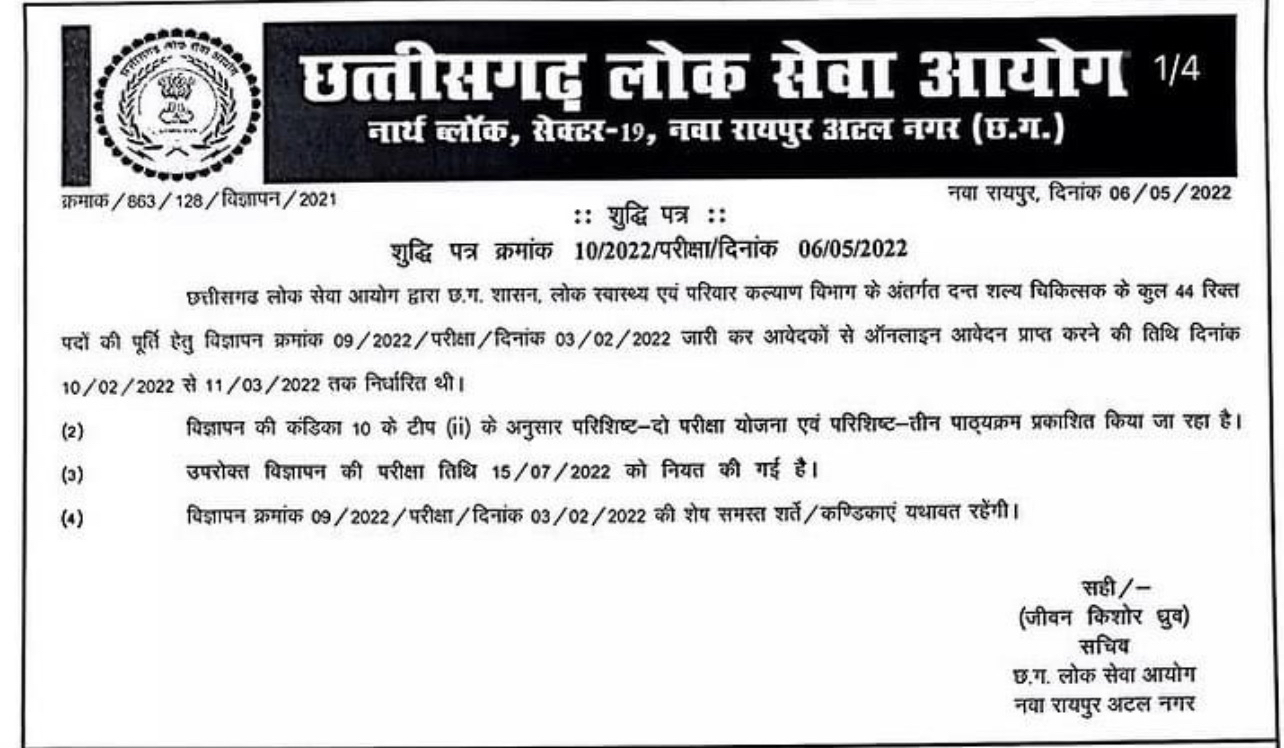 छत्तीसगढ़ लोक सेवा आयोग 1/4
नार्थ ब्लॉक, सेक्टर-19, नवा रायपुर अटल नगर (छ.ग.)
छत्तीसगढ़ लोक सेवा आयोग
क्रमांक/863/128/विज्ञापन/2021
नवा रायपुर, दिनांक 06/05/2022
:: शुद्धि पत्र ::
शुद्धि पत्र क्रमांक 10/2022/परीक्षा/दिनांक 06/05/2022
छत्तीसगढ लोक सेवा आयोग द्वारा छ.ग. शासन, लोक स्वास्थ्य एवं परिवार कल्याण विभाग के अंतर्गत दन्त शल्य चिकित्सक के कुल 44 रिक्त
पदों की पूर्ति हेतु विज्ञापन क्रमांक 09/2022/परीक्षा/दिनांक 03/02/2022 जारी कर आवेदकों से ऑनलाइन आवेदन प्राप्त करने की तिथि दिनांक
10/02/2022 से 11/03/2022 तक निर्धारित थी।
(2) विज्ञापन की कंडिका 10 के टीप (ii) के अनुसार परिशिष्ट–दो परीक्षा योजना एवं परिशिष्ट–तीन पाठ्यक्रम प्रकाशित किया जा रहा है।
(3) उपरोक्त विज्ञापन की परीक्षा तिथि 15/07/2022 को नियत की गई है।
(4) विज्ञापन क्रमांक 09/2022/परीक्षा/दिनांक 03/02/2022 की शेष समस्त शर्ते/कण्डिकाएं यथावत रहेंगी।
सही/–
(जीवन किशोर ध्रुव)
सचिव
छ.ग. लोक सेवा आयोग
नवा रायपुर अटल नगर